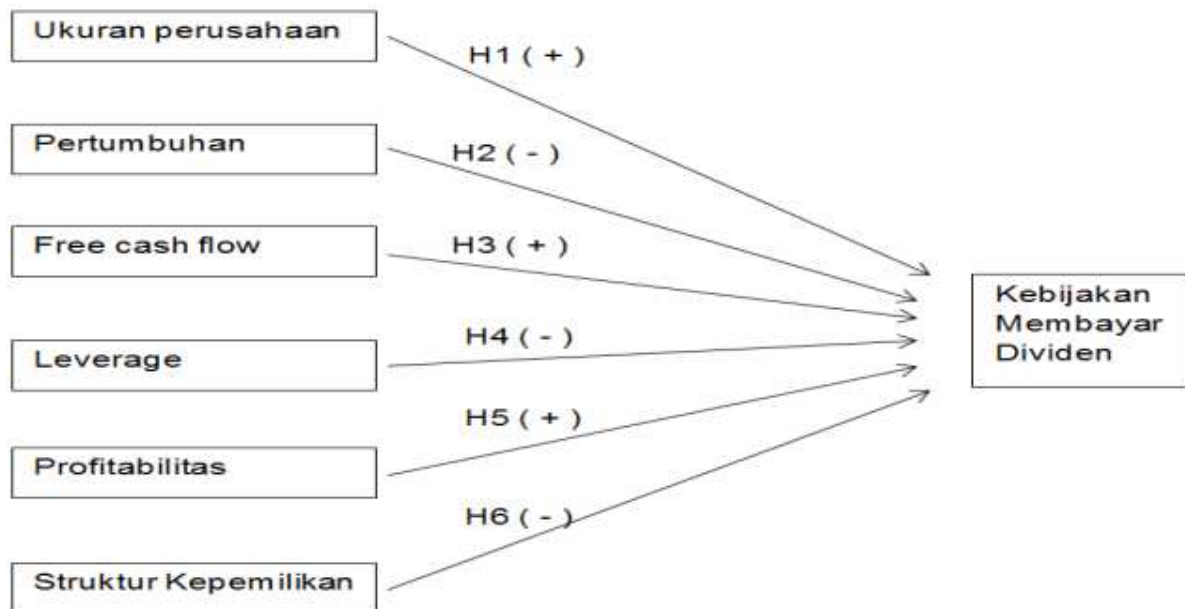 Ukuran perusahaan
H1 ( + )
Pertumbuhan
H2 ( - )
Free cash flow
H3 ( + )
Kebijakan
Membayar
Dividen
Leverage
H4 ( - )
Profitabilitas
H5 ( + )
Struktur Kepemilikan
H6 ( - )